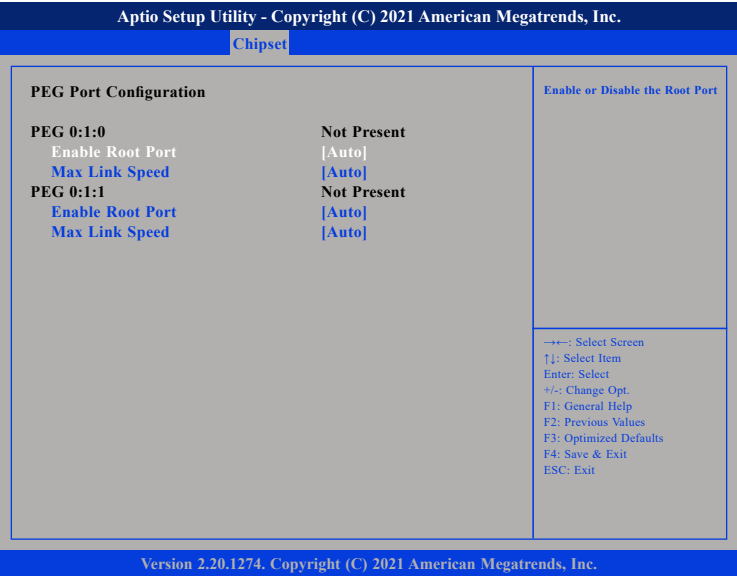 Aptio Setup Utility - Copyright (C) 2021 American Megatrends, Inc.
Chipset
PEG Port Configuration
PEG 0:1:0 Not Present
Enable Root Port [Auto]
Max Link Speed [Auto]
PEG 0:1:1 Not Present
Enable Root Port [Auto]
Max Link Speed [Auto]
Enable or Disable the Root Port
→←: Select Screen
↑↓: Select Item
Enter: Select
+/-: Change Opt.
F1: General Help
F2: Previous Values
F3: Optimized Defaults
F4: Save & Exit
ESC: Exit
Version 2.20.1274. Copyright (C) 2021 American Megatrends, Inc.